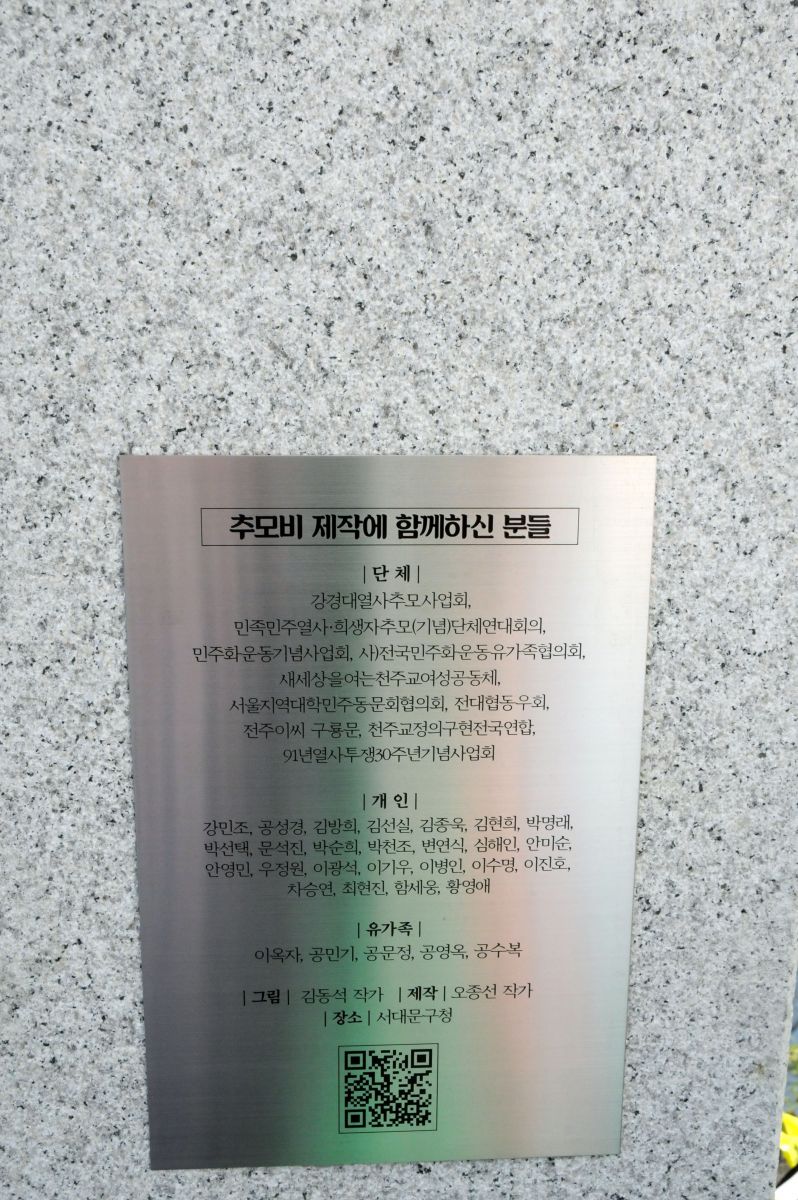 추모비 제작에 함께하신 분들
| 단 체 |
강경대열사추모사업회,
민족민주열사·희생자추모(기념)단체연대회의,
민주화운동기념사업회, 사)전국민주화운동유가족협의회,
새세상을여는천주교여성공동체,
서울지역대학민주동문회협의회, 전대협동우회,
전주이씨 구룡문, 천주교정의구현전국연합,
91년열사투쟁30주년기념사업회
| 개 인 |
강민조, 공성경, 김방희, 김선실, 김종욱, 김현희, 박명래,
박선택, 문석진, 박순희, 박천조, 변연식, 심해인, 안미순,
안영민, 우정원, 이광석, 이기우, 이병인, 이수명, 이진호,
차승연, 최현진, 함세웅, 황영애
| 유가족 |
이옥자, 공민기, 공문정, 공영옥, 공수복
| 그림 | 김동석 작가 | 제작 | 오종선 작가
| 장소 | 서대문구청